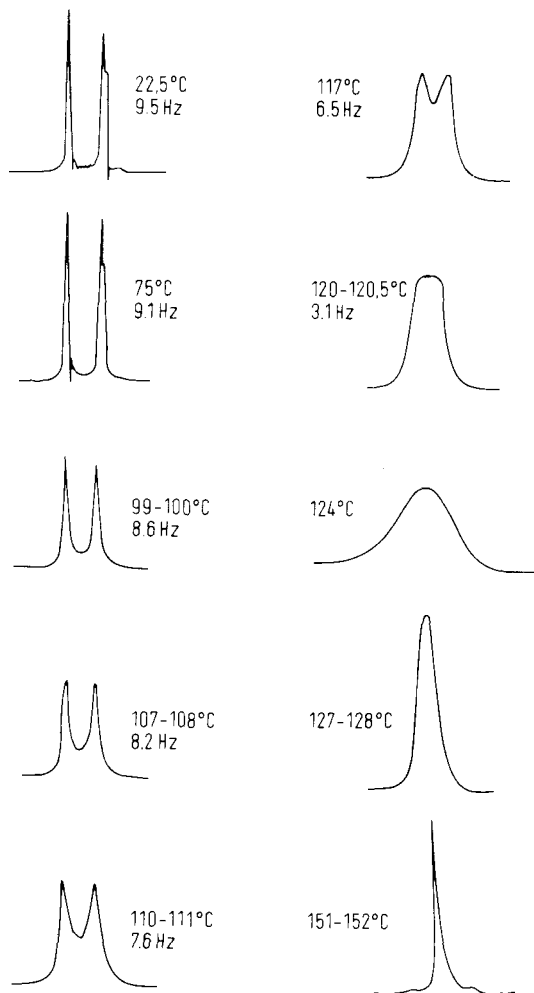 22,5°C
9.5 Hz
75°C
9.1 Hz
99-100°C
8.6 Hz
107-108°C
8.2 Hz
110-111°C
7.6 Hz
117°C
6.5 Hz
120-120,5°C
3.1 Hz
124°C
127-128°C
151-152°C